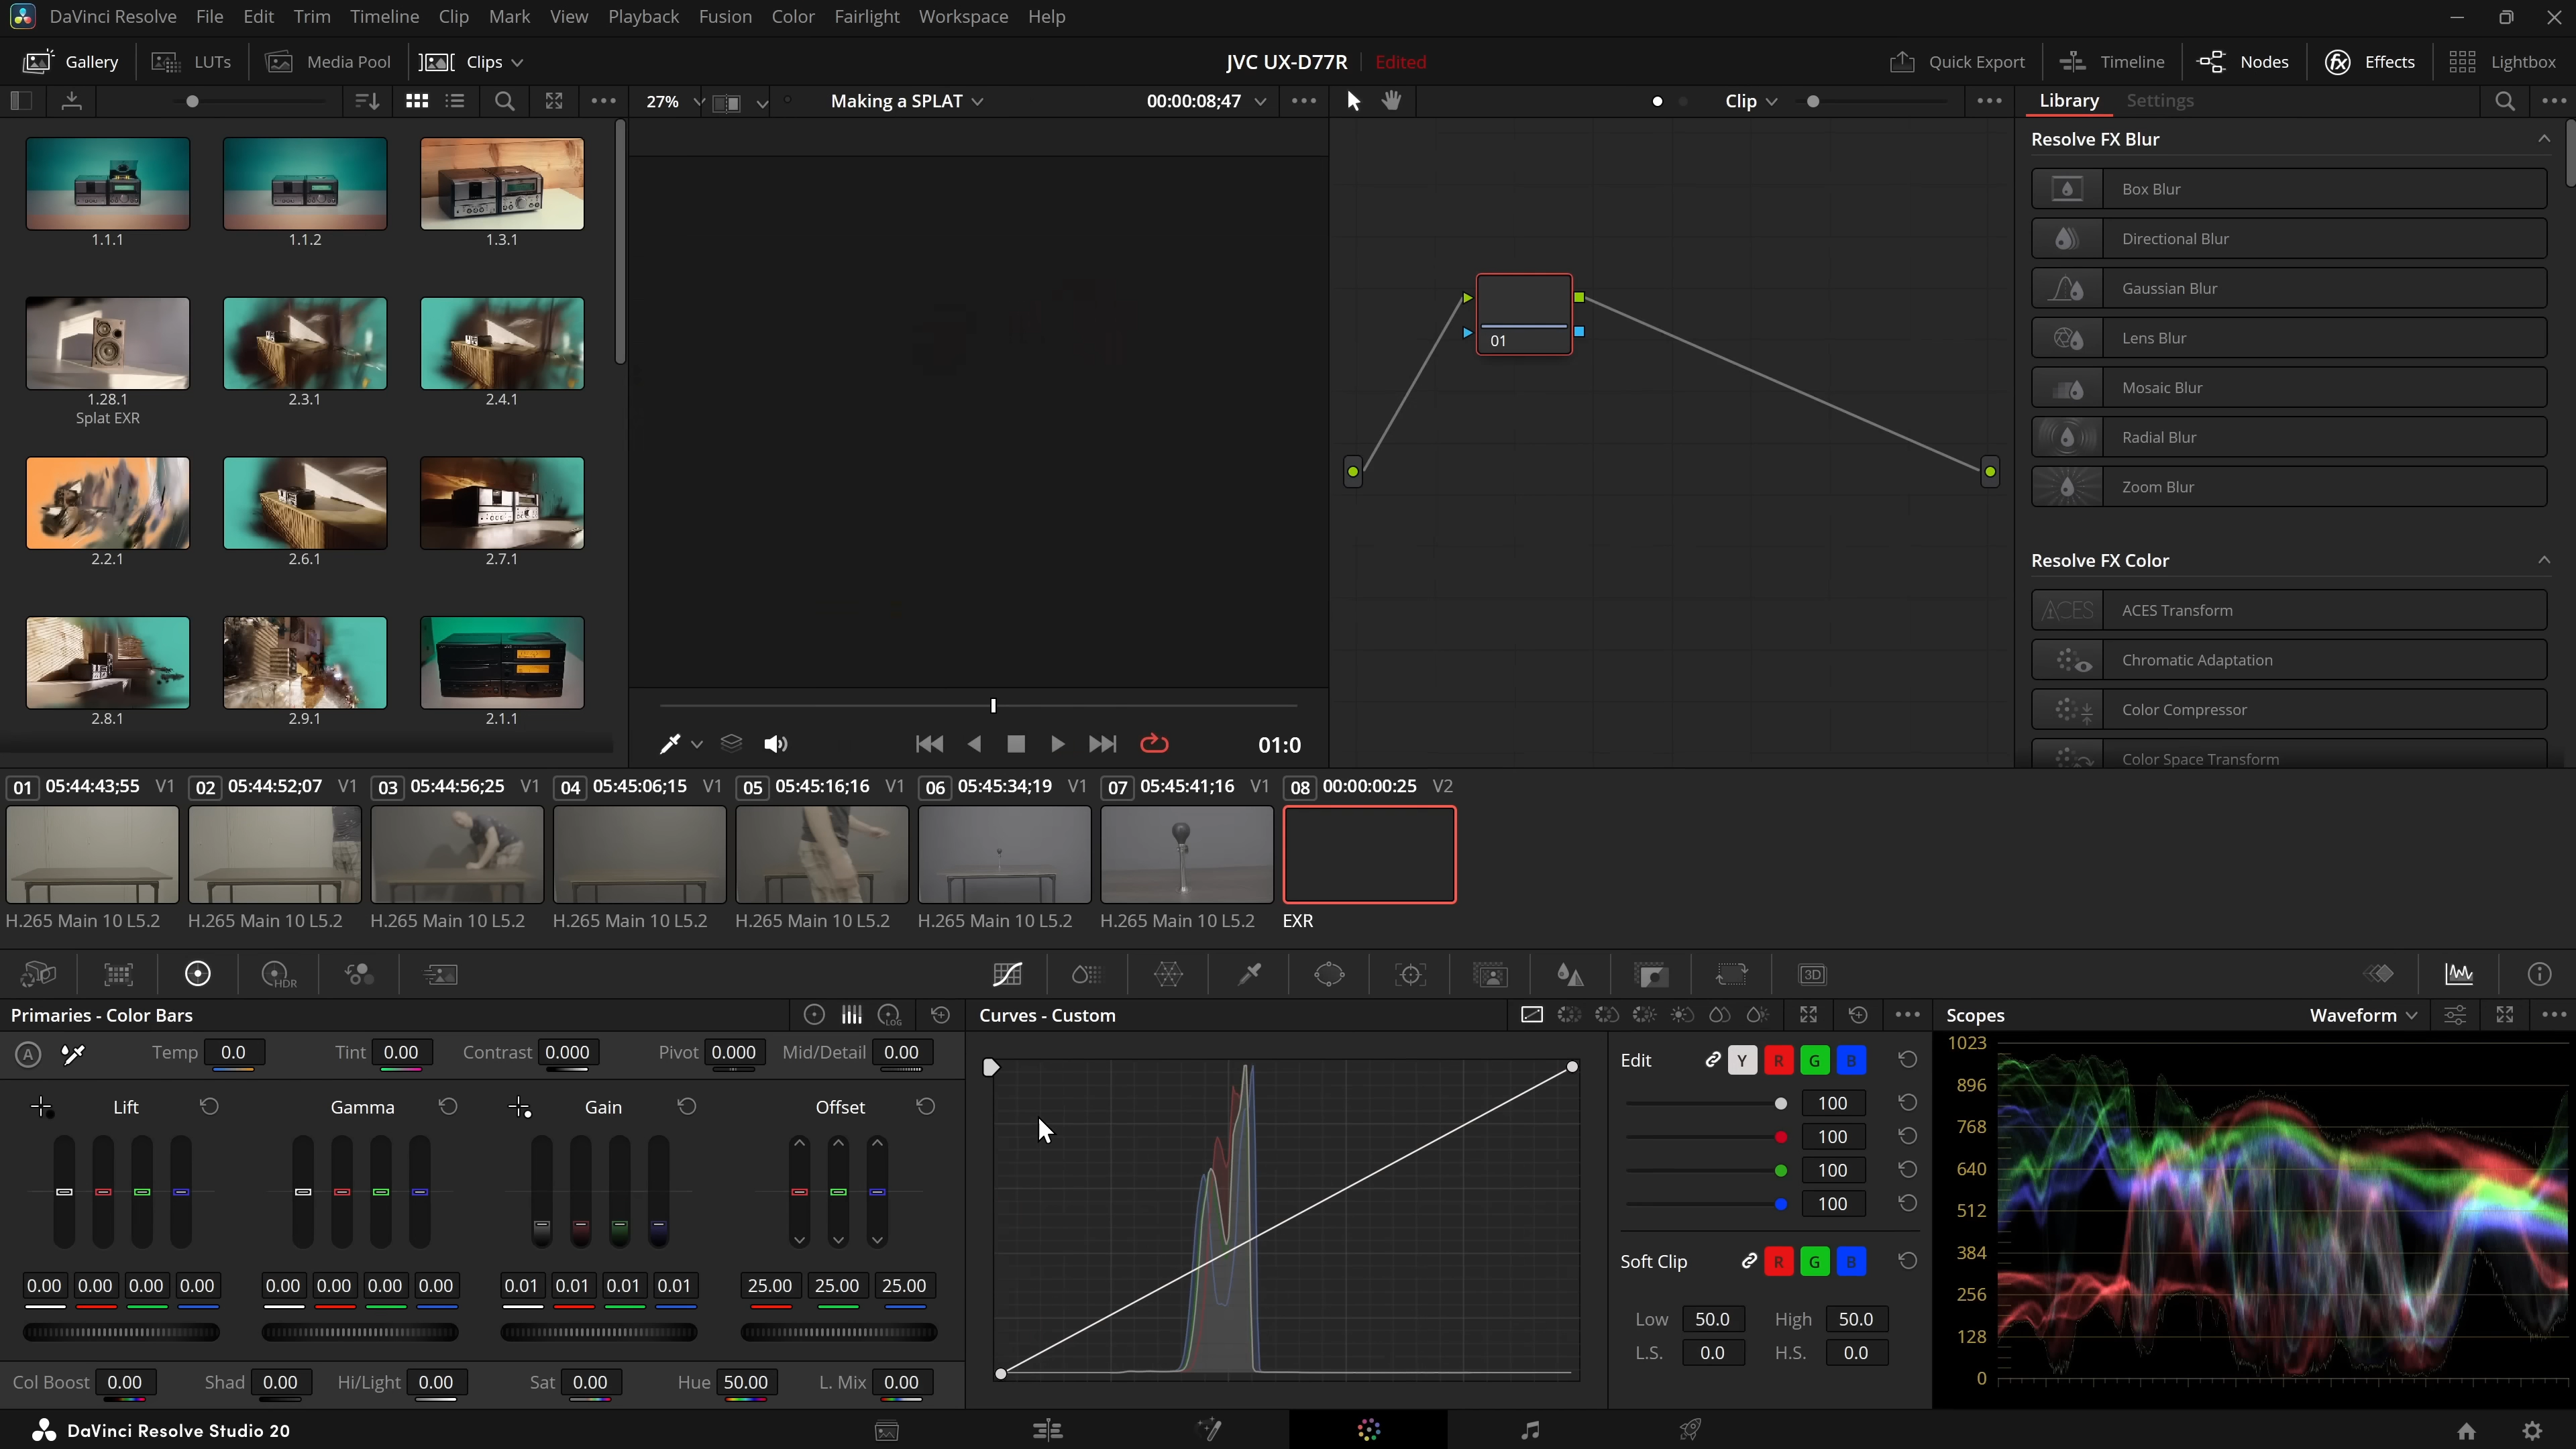 DaVinci Resolve File Edit Trim Timeline Clip Mark View Playback Fusion Color Fairlight Workspace Help
Gallery LUTs Media Pool Clips JVC UX-D77R Edited Quick Export Timeline Nodes Effects Lightbox
27% Making a SPLAT 00:00:08;47 Clip Library Settings
Resolve FX Blur
Box Blur
1.1.1 1.1.2 1.3.1
Directional Blur
Gaussian Blur
Lens Blur
01
Mosaic Blur
1.28.1 2.3.1 2.4.1
Splat EXR
Radial Blur
Zoom Blur
2.2.1 2.6.1 2.7.1
Resolve FX Color
ACES ACES Transform
Chromatic Adaptation
Color Compressor
2.8.1 2.9.1 2.1.1
01:0
Color Space Transform
01 05:44:43;55 V1 02 05:44:52;07 V1 03 05:44:56;25 V1 04 05:45:06;15 V1 05 05:45:16;16 V1 06 05:45:34;19 V1 07 05:45:41;16 V1 08 00:00:00:25 V2
H.265 Main 10 L5.2 H.265 Main 10 L5.2 H.265 Main 10 L5.2 H.265 Main 10 L5.2 H.265 Main 10 L5.2 H.265 Main 10 L5.2 H.265 Main 10 L5.2 EXR
HDR 3D
Primaries - Color Bars LOG Curves - Custom Scopes Waveform
A Temp 0.0 Tint 0.00 Contrast 0.000 Pivot 0.000 Mid/Detail 0.00
Edit Y R G B
Lift Gamma Gain Offset
100
100
100
100
Soft Clip R G B
0.00 0.00 0.00 0.00 0.00 0.00 0.00 0.00 0.01 0.01 0.01 0.01 25.00 25.00 25.00
Low 50.0 High 50.0
L.S. 0.0 H.S. 0.0
Col Boost 0.00 Shad 0.00 Hi/Light 0.00 Sat 0.00 Hue 50.00 L. Mix 0.00
1023
896
768
640
512
384
256
128
0
DaVinci Resolve Studio 20